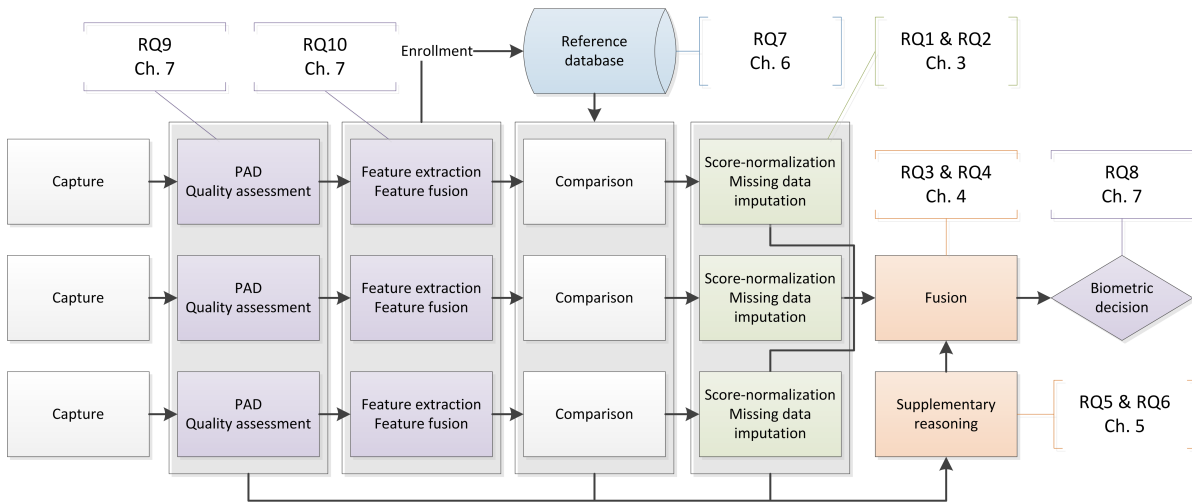 RQ9
Ch. 7
RQ10
Ch. 7
Enrollment
Reference
database
RQ7
Ch. 6
RQ1 & RQ2
Ch. 3
Capture
PAD
Quality assessment
Feature extraction
Feature fusion
Comparison
Score-normalization
Missing data
imputation
RQ3 & RQ4
Ch. 4
RQ8
Ch. 7
Capture
PAD
Quality assessment
Feature extraction
Feature fusion
Comparison
Score-normalization
Missing data
imputation
Fusion
Biometric
decision
Capture
PAD
Quality assessment
Feature extraction
Feature fusion
Comparison
Score-normalization
Missing data
imputation
Supplementary
reasoning
RQ5 & RQ6
Ch. 5